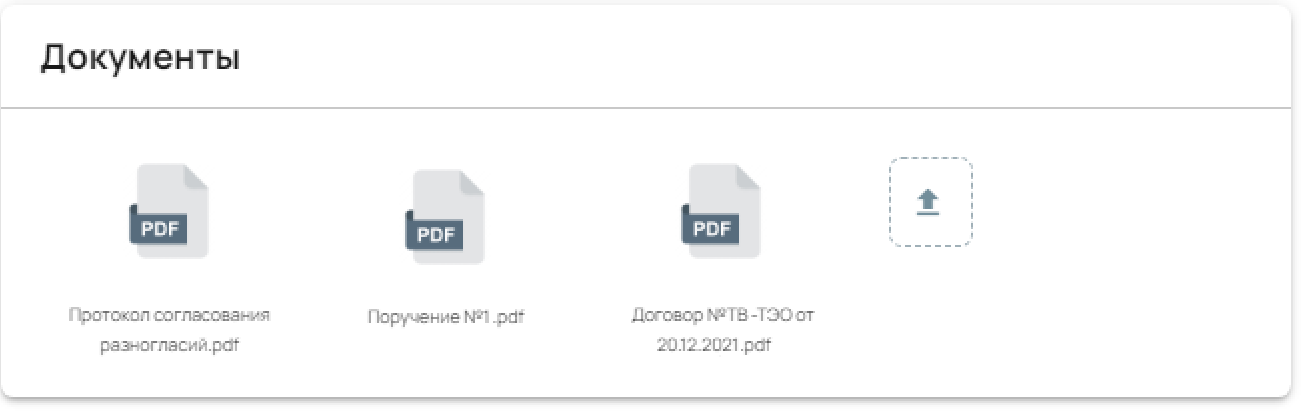 Документы
PDF
PDF
PDF
Протокол согласования
разногласий.pdf
Поручение №1.pdf
Договор №ТВ-ТЭО от
20.12.2021.pdf